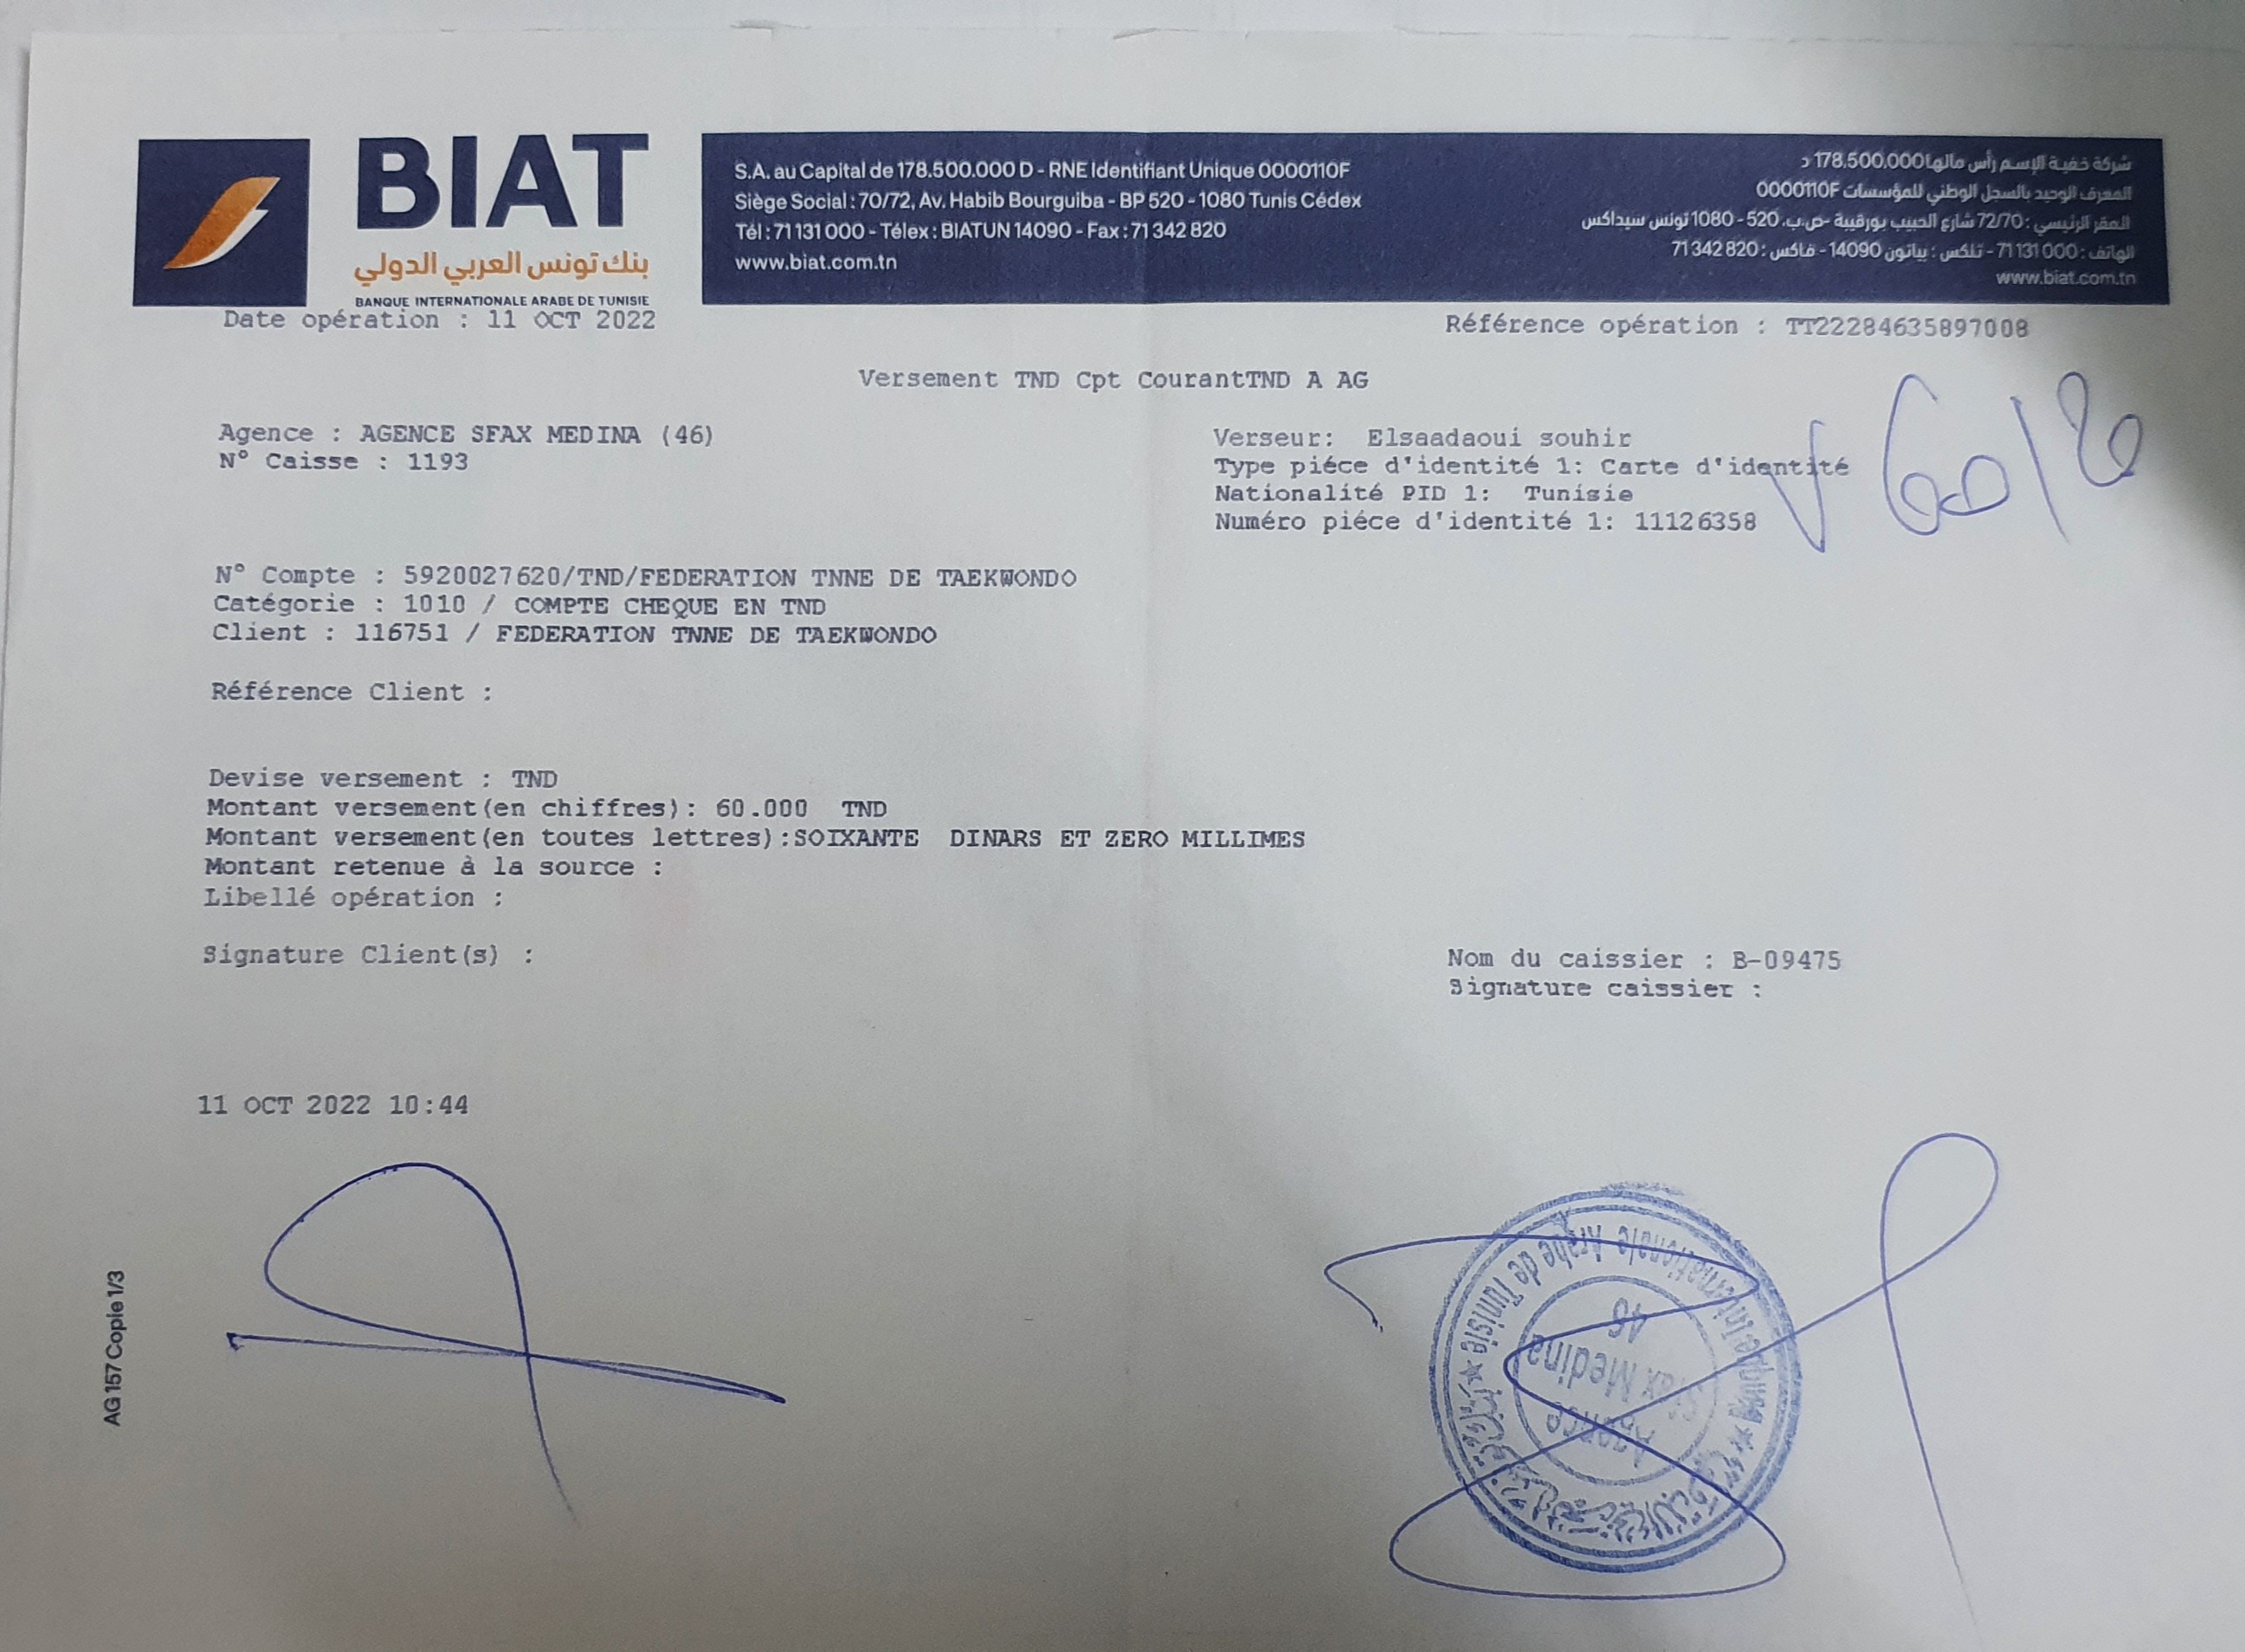 BIAT
بنك تونس العربي الدولي
BANQUE INTERNATIONALE ARABE DE TUNISIE
S.A. au Capital de 178.500.000 D - RNE Identifiant Unique 0000110F
Siège Social : 70/72, Av. Habib Bourguiba - BP 520 - 1080 Tunis Cédex
Tél : 71 131 000 - Télex : BIATUN 14090 - Fax : 71 342 820
www.biat.com.tn
شركة خفية الإسم رأس مالها 178.500.000 د
المعرف الوحيد بالسجل الوطني للمؤسسات 0000110F
المقر الرئيسي : 72/70 شارع الحبيب بورقيبة -ص.ب. 520 - 1080 تونس سيداكس
الهاتف : 71 131 000 - تلكس : بياتون 14090 - فاكس : 71 342 820
www.biat.com.tn
Date opération : 11 OCT 2022
Référence opération : TT22284635897008
Versement TND Cpt CourantTND A AG
Agence : AGENCE SFAX MEDINA (46)
N° Caisse : 1193
Verseur: Elsaadaoui souhir
Type piéce d'identité 1: Carte d'identité
Nationalité PID 1: Tunisie
Numéro piéce d'identité 1: 11126358
N° Compte : 5920027620/TND/FEDERATION TNNE DE TAEKWONDO
Catégorie : 1010 / COMPTE CHEQUE EN TND
Client : 116751 / FEDERATION TNNE DE TAEKWONDO
Référence Client :
Devise versement : TND
Montant versement(en chiffres): 60.000 TND
Montant versement(en toutes lettres):SOIXANTE DINARS ET ZERO MILLIMES
Montant retenue à la source :
Libellé opération :
Signature Client(s) :
Nom du caissier : B-09475
Signature caissier :
11 OCT 2022 10:44
AG 157 Copie 1/3
Banque Internationale Arabe de Tunisie
Agence
Sfax Medina
46